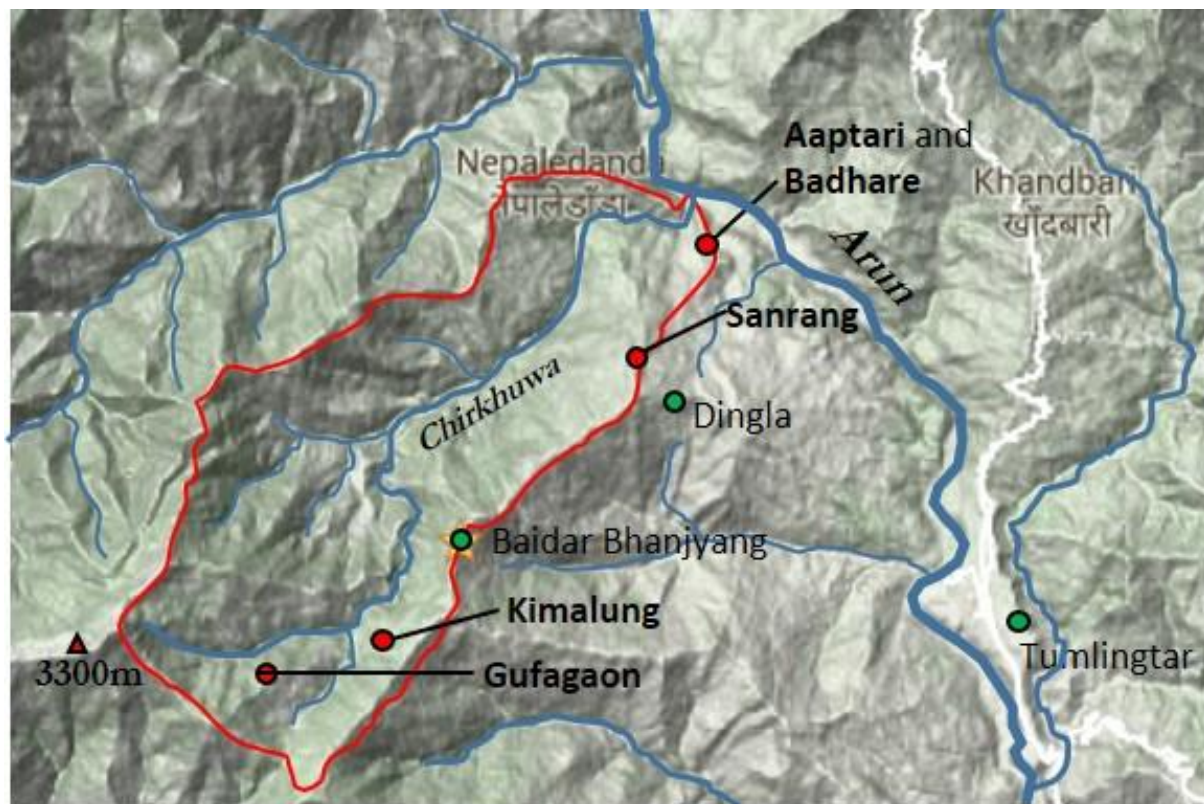 Aaptari and
Badhare
Nepaledanda
नेपालेडाँडा
Khandbari
खाँदबारी
Arun
Sanrang
Chirkhuwa
Dingla
Baidar Bhanjyang
Kimalung
Tumlingtar
3300m
Gufagaon